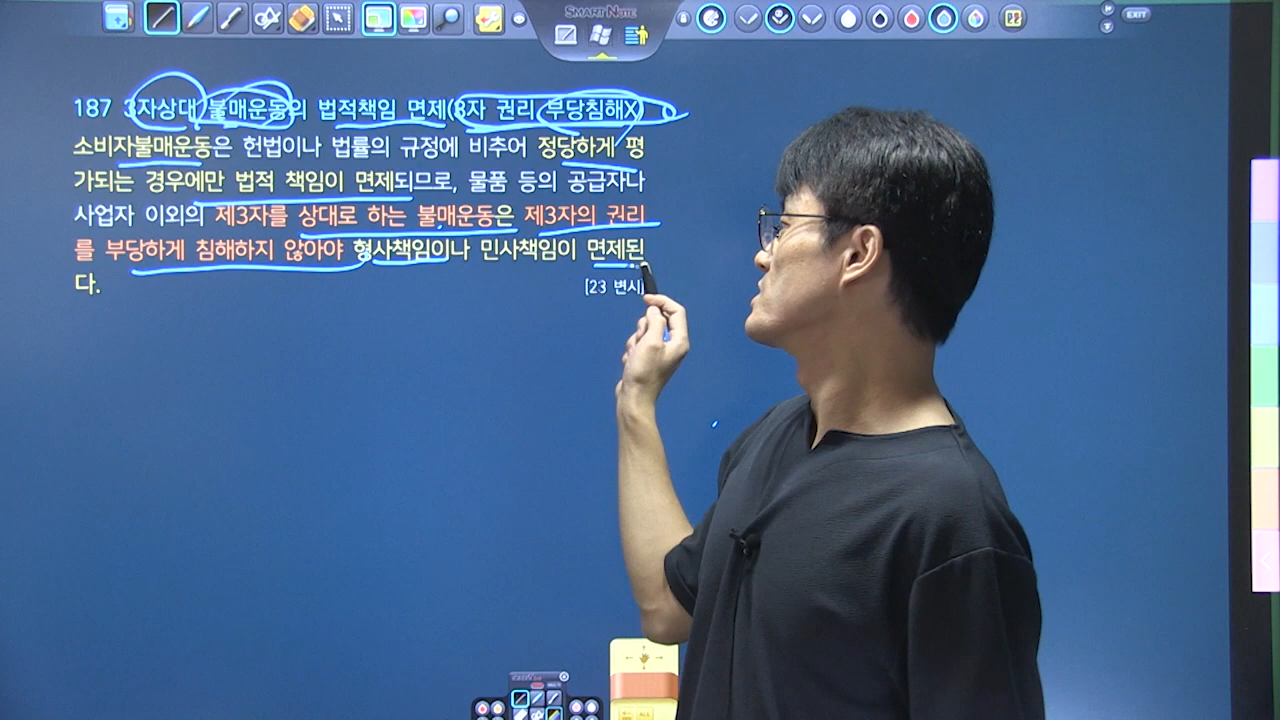 SMART NOTE
EXIT
187 3자상대 불매운동의 법적책임 면제(3자 권리 부당침해X)
소비자불매운동은 헌법이나 법률의 규정에 비추어 정당하게 평
가되는 경우에만 법적 책임이 면제되므로, 물품 등의 공급자나
사업자 이외의 제3자를 상대로 하는 불매운동은 제3자의 권리
를 부당하게 침해하지 않아야 형사책임이나 민사책임이 면제된
다.
[23 변시]